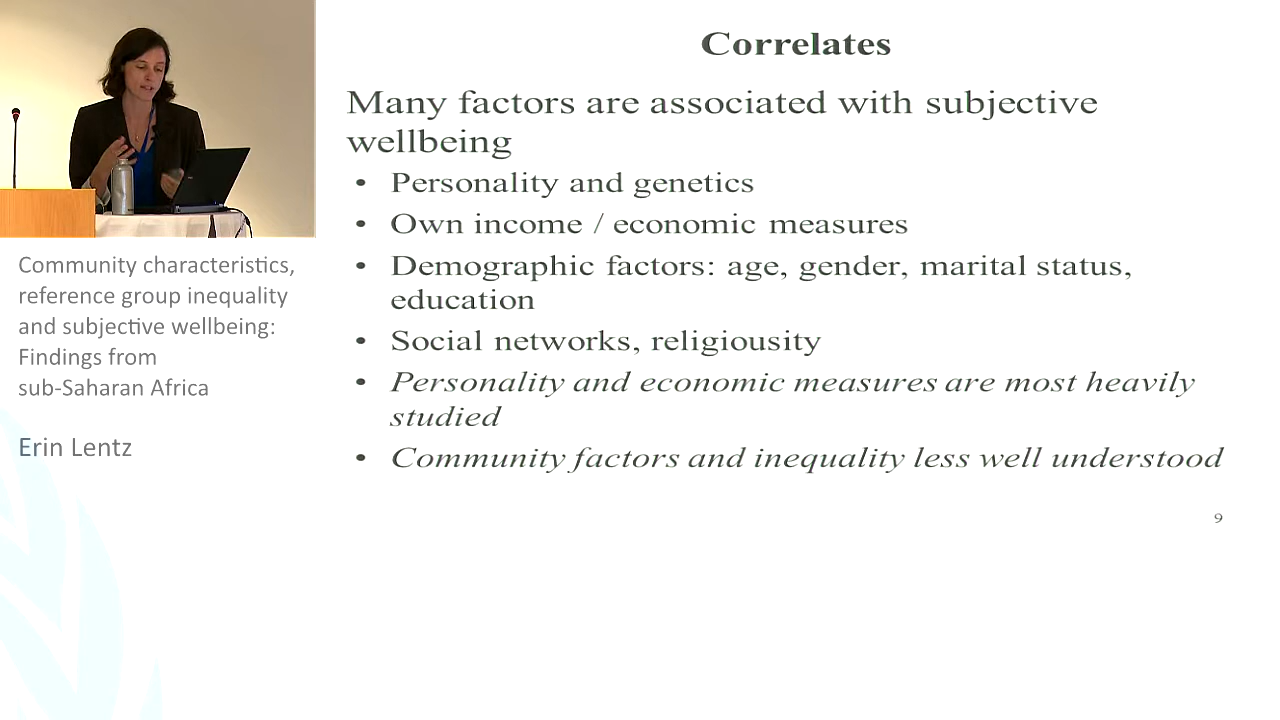 Correlates
Many factors are associated with subjective
wellbeing
• Personality and genetics
• Own income / economic measures
• Demographic factors: age, gender, marital status,
education
• Social networks, religiousity
• Personality and economic measures are most heavily
studied
• Community factors and inequality less well understood
9
Community characteristics,
reference group inequality
and subjective wellbeing:
Findings from
sub-Saharan Africa
Erin Lentz